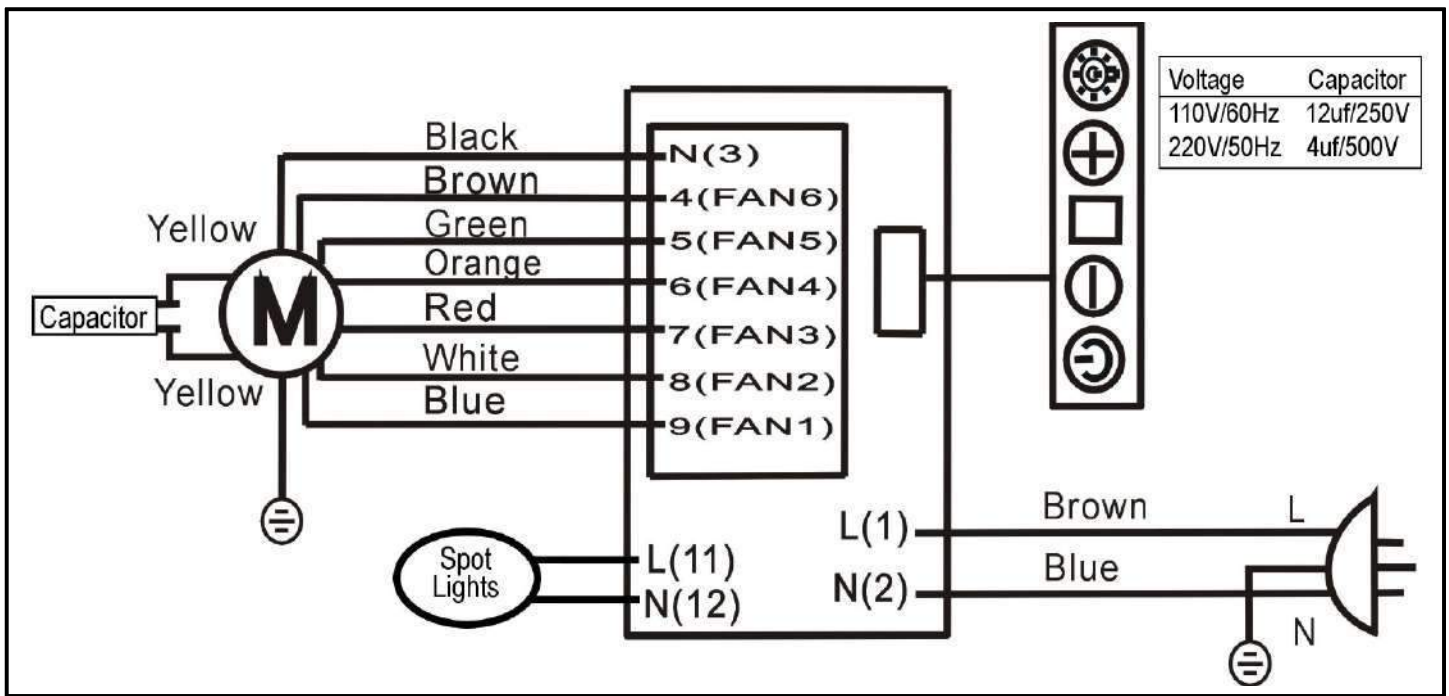 Voltage Capacitor
110V/60Hz 12uf/250V
220V/50Hz 4uf/500V
Black
N(3)
Brown
4(FAN6)
Green
5(FAN5)
Orange
6(FAN4)
Red
7(FAN3)
White
8(FAN2)
Blue
9(FAN1)
Yellow
M
Capacitor
Yellow
Spot
Lights
L(11)
N(12)
L(1)
Brown
L
N(2)
Blue
N